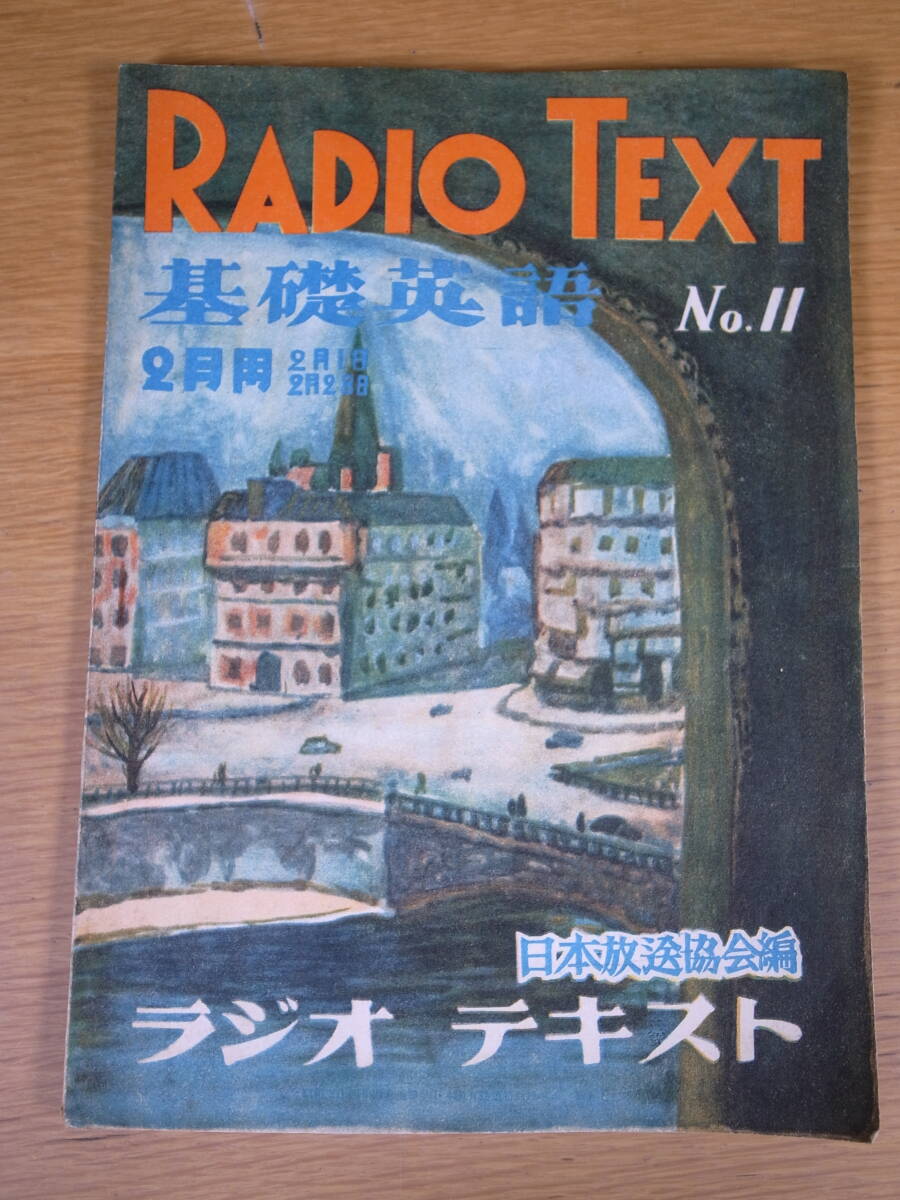 RADIO TEXT
基礎英語 No.11
2月用
2月1日
2月28日
日本放送協会編
ラジオ テキスト